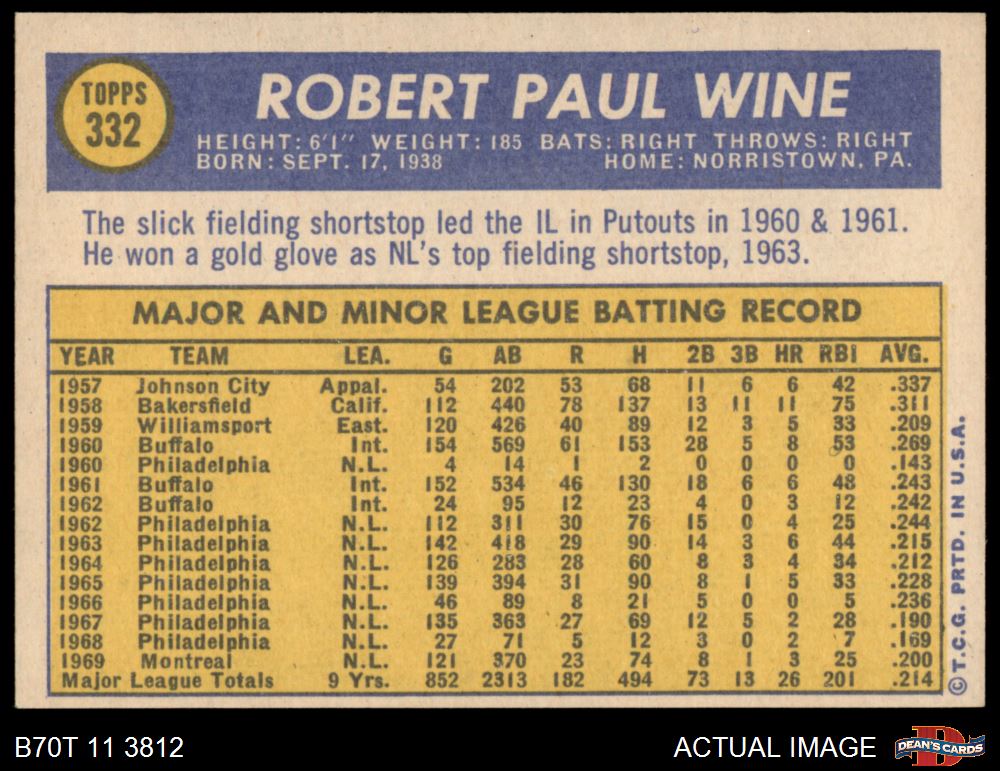 TOPPS
332
ROBERT PAUL WINE
HEIGHT: 6'1" WEIGHT: 185 BATS: RIGHT THROWS: RIGHT
BORN: SEPT. 17, 1938 HOME: NORRISTOWN, PA.
The slick fielding shortstop led the IL in Putouts in 1960 & 1961.
He won a gold glove as NL's top fielding shortstop, 1963.
MAJOR AND MINOR LEAGUE BATTING RECORD
YEAR TEAM LEA. G AB R H 2B 3B HR RBI AVG.
1957 Johnson City Appal. 54 202 53 68 11 6 6 42 .337
1958 Bakersfield Calif. 112 440 78 137 13 11 11 75 .311
1959 Williamsport East. 120 426 40 89 12 3 5 33 .209
1960 Buffalo Int. 154 569 61 153 28 5 8 53 .269
1960 Philadelphia N.L. 4 14 1 2 0 0 0 0 .143
1961 Buffalo Int. 152 534 46 130 18 6 6 48 .243
1962 Buffalo Int. 24 95 12 23 4 0 3 12 .242
1962 Philadelphia N.L. 112 311 30 76 15 0 4 25 .244
1963 Philadelphia N.L. 142 418 29 90 14 3 6 44 .215
1964 Philadelphia N.L. 126 283 28 60 8 3 4 34 .212
1965 Philadelphia N.L. 139 394 31 90 8 1 5 33 .228
1966 Philadelphia N.L. 46 89 8 21 5 0 0 5 .236
1967 Philadelphia N.L. 135 363 27 69 12 5 2 28 .190
1968 Philadelphia N.L. 27 71 5 12 3 0 2 7 .169
1969 Montreal N.L. 121 370 23 74 8 1 3 25 .200
Major League Totals 9 Yrs. 852 2313 182 494 73 13 26 201 .214
© T.C.G. PRTD. IN U.S.A.
B70T 11 3812
ACTUAL IMAGE
D
DEAN'S CARDS